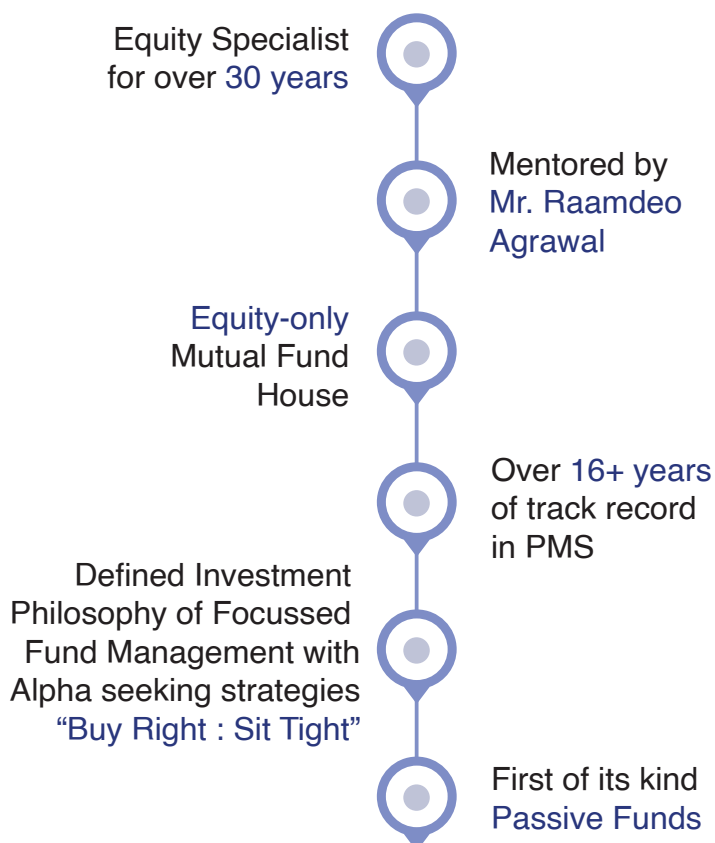 Equity Specialist
for over 30 years
Mentored by
Mr. Raamdeo
Agrawal
Equity-only
Mutual Fund
House
Over 16+ years
of track record
in PMS
Defined Investment
Philosophy of Focussed
Fund Management with
Alpha seeking strategies
“Buy Right : Sit Tight”
First of its kind
Passive Funds